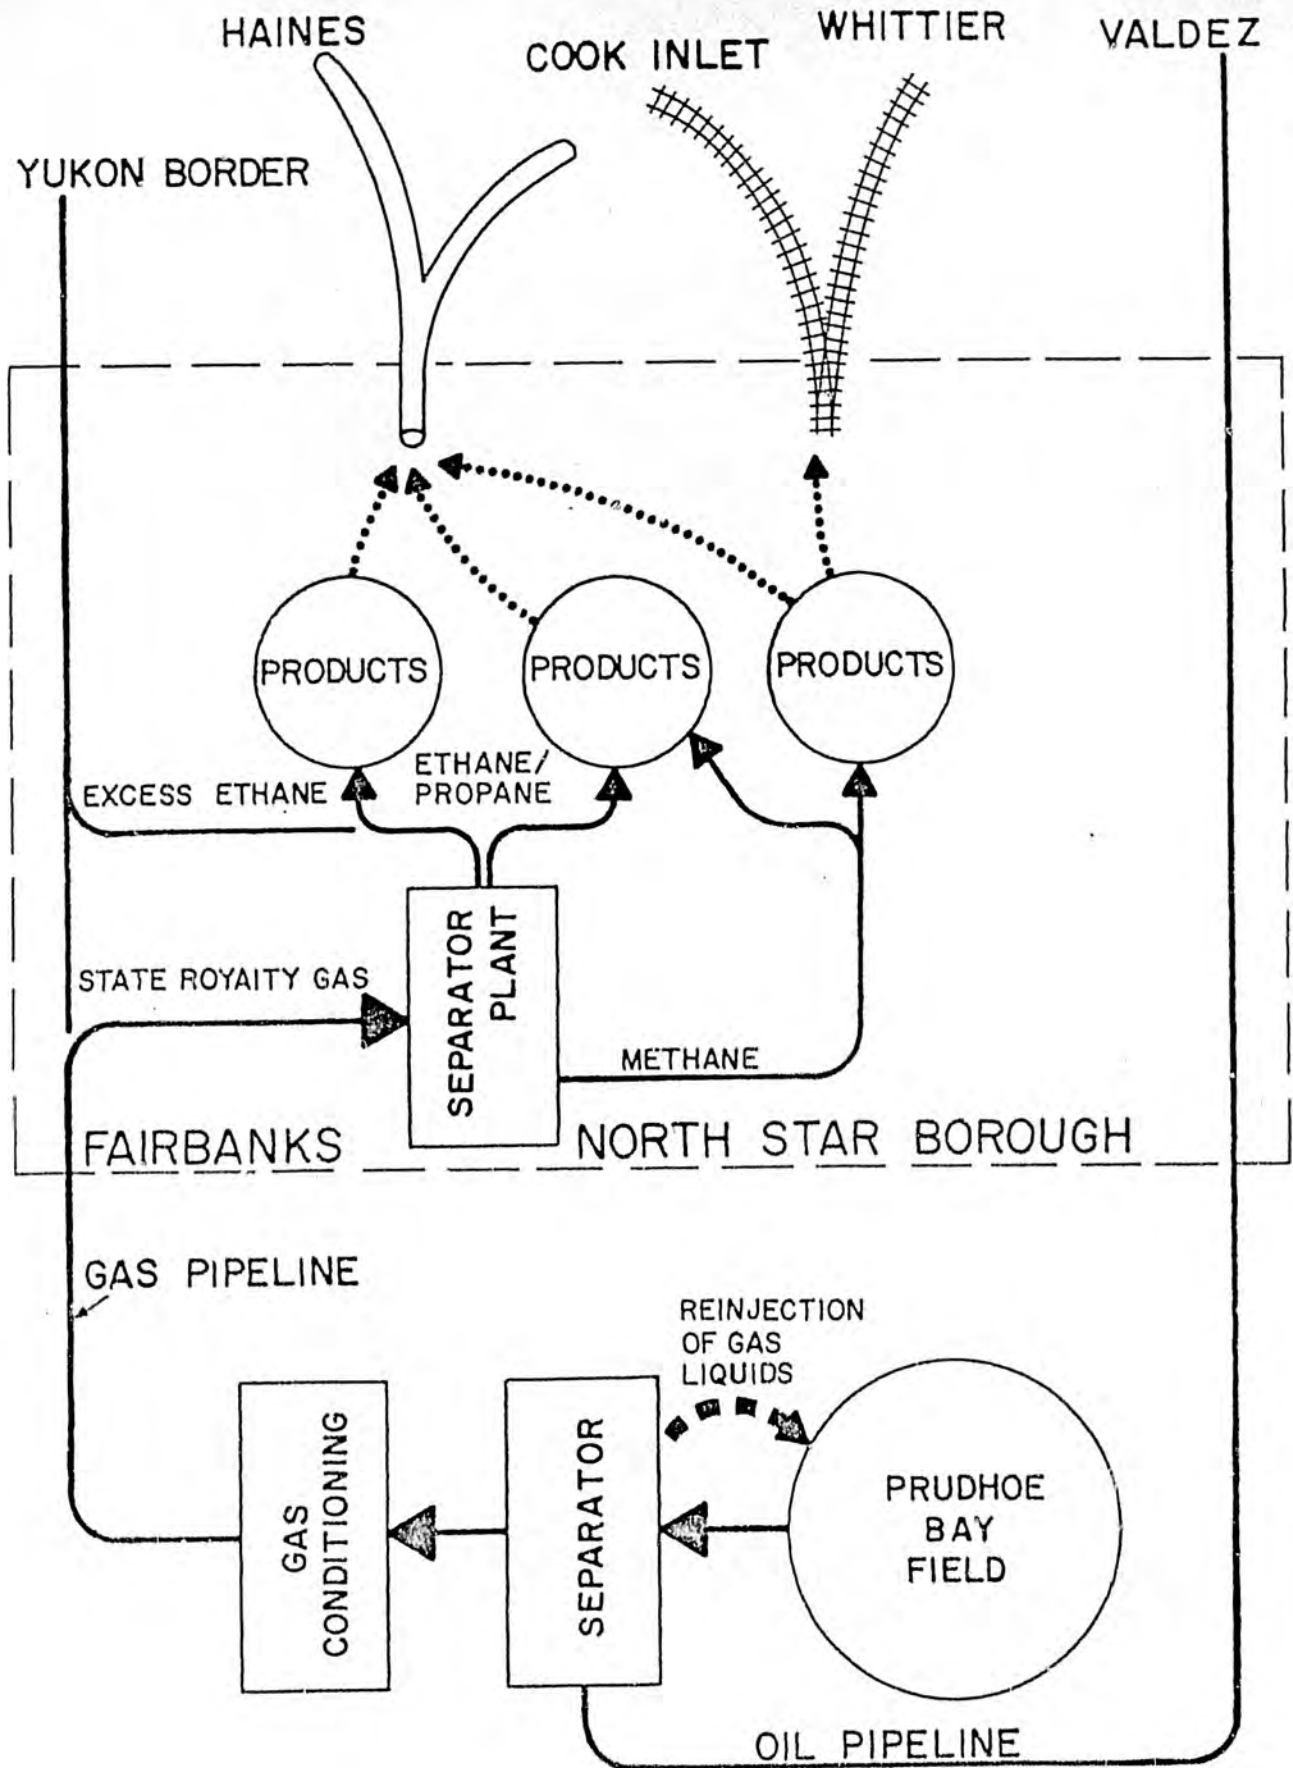 HAINES
COOK INLET
WHITTIER
VALDEZ
YUKON BORDER
PRODUCTS
PRODUCTS
PRODUCTS
EXCESS ETHANE
ETHANE/
PROPANE
SEPARATOR
PLANT
STATE ROYAITY GAS
METHANE
FAIRBANKS
NORTH STAR BOROUGH
GAS PIPELINE
REINJECTION
OF GAS
LIQUIDS
GAS
CONDITIONING
SEPARATOR
PRUDHOE
BAY
FIELD
OIL PIPELINE